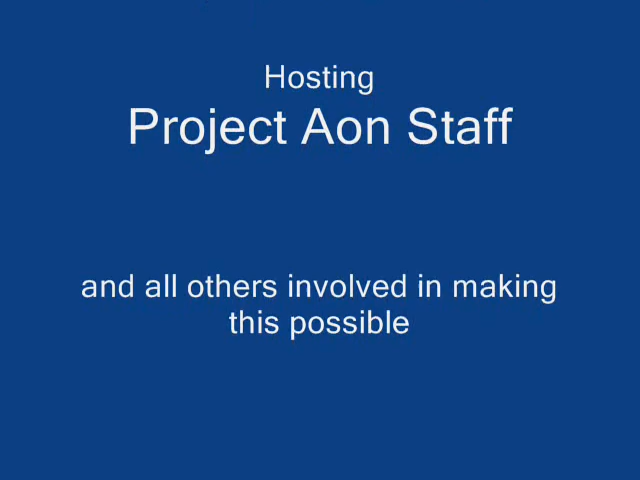 Hosting
Project Aon Staff
and all others involved in making
this possible